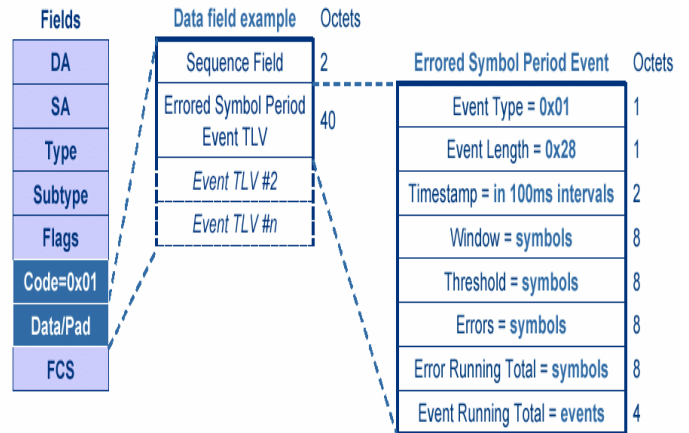 Fields
DA
SA
Type
Subtype
Flags
Code=0x01
Data/Pad
FCS
Data field example
Octets
Sequence Field
2
Errored Symbol Period
Event TLV
40
Event TLV #2
Event TLV #n
Errored Symbol Period Event
Octets
Event Type = 0x01
1
Event Length = 0x28
1
Timestamp = in 100ms intervals
2
Window = symbols
8
Threshold = symbols
8
Errors = symbols
8
Error Running Total = symbols
8
Event Running Total = events
4